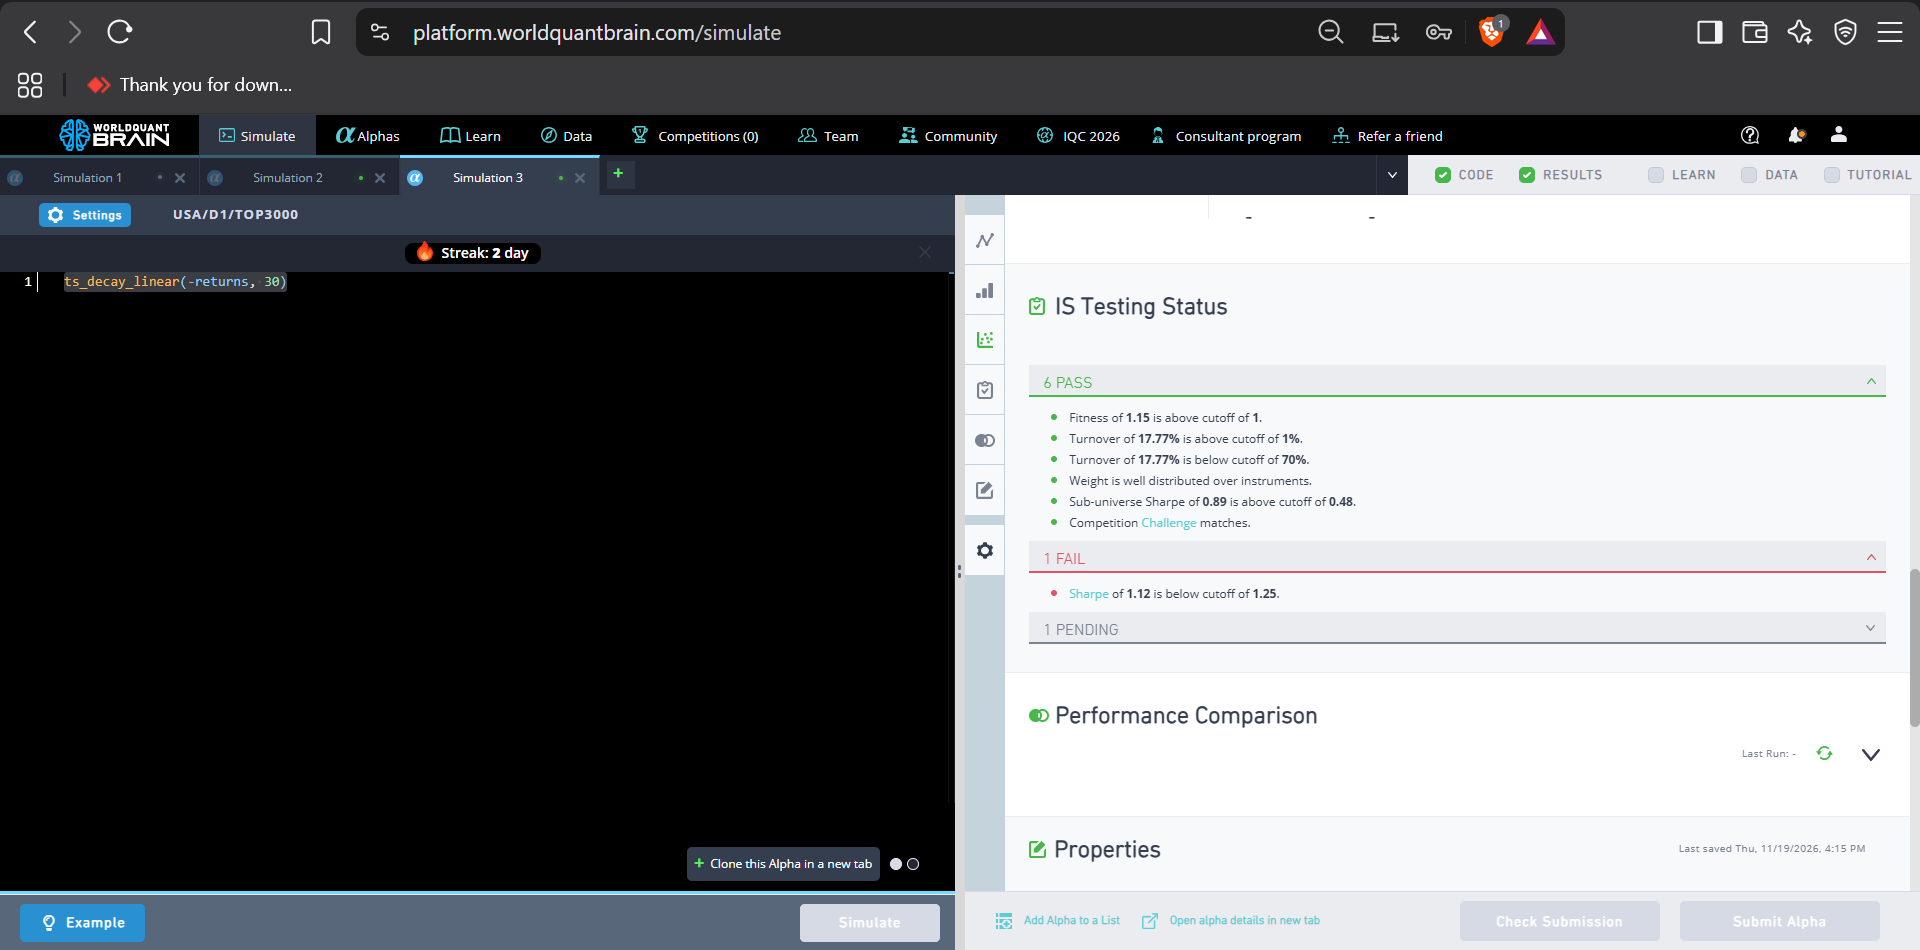 platform.worldquantbrain.com/simulate
1
Thank you for down...
WORLDQUANT
BRAIN
Simulate
Alphas
Learn
Data
Competitions (0)
Team
Community
IQC 2026
Consultant program
Refer a friend
Simulation 1
Simulation 2
Simulation 3
+
CODE
RESULTS
LEARN
DATA
TUTORIAL
Settings
USA/D1/TOP3000
Streak: 2 day
1 ts_decay_linear(-returns, 30)
+ Clone this Alpha in a new tab
Example
Simulate
- -
IS Testing Status
6 PASS
Fitness of 1.15 is above cutoff of 1.
Turnover of 17.77% is above cutoff of 1%.
Turnover of 17.77% is below cutoff of 70%.
Weight is well distributed over instruments.
Sub-universe Sharpe of 0.89 is above cutoff of 0.48.
Competition Challenge matches.
1 FAIL
Sharpe of 1.12 is below cutoff of 1.25.
1 PENDING
Performance Comparison
Last Run: -
Properties
Last saved Thu, 11/19/2026, 4:15 PM
Add Alpha to a List
Open alpha details in new tab
Check Submission
Submit Alpha